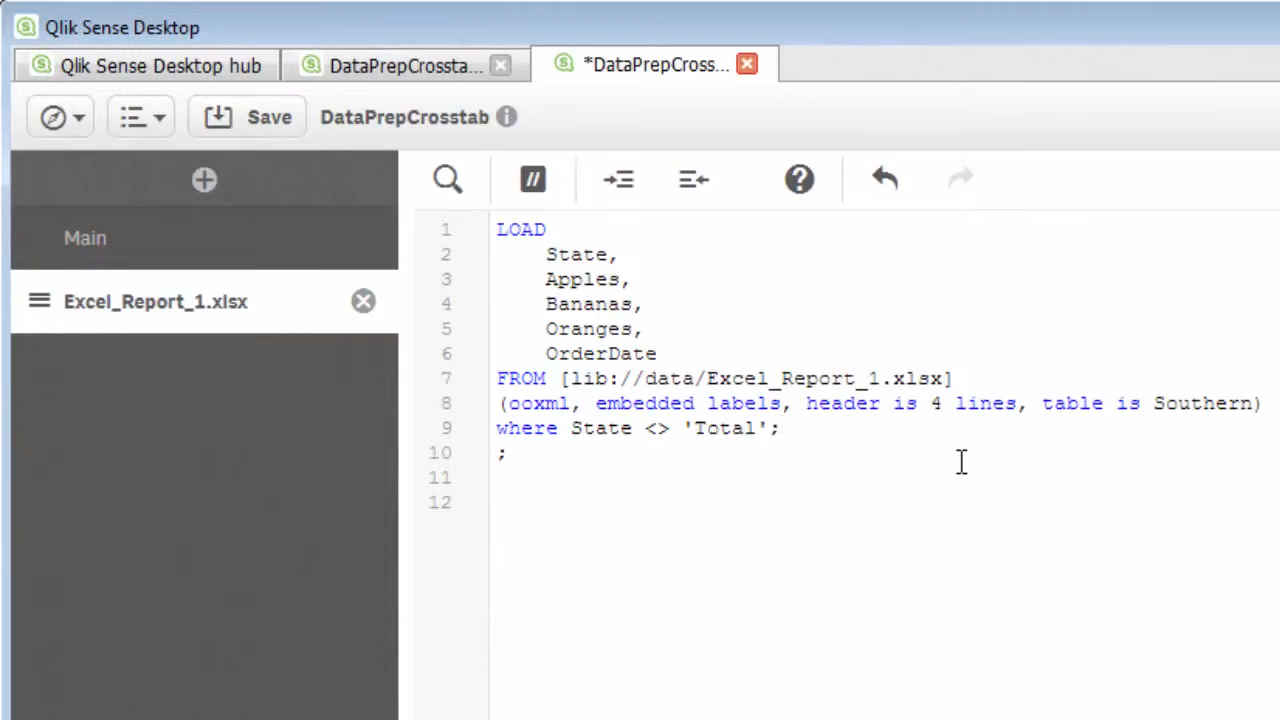 Qlik Sense Desktop
Qlik Sense Desktop hub
DataPrepCrossta...
*DataPrepCross...
Save
DataPrepCrosstab
Main
Excel_Report_1.xlsx
1 LOAD
2 State,
3 Apples,
4 Bananas,
5 Oranges,
6 OrderDate
7 FROM [lib://data/Excel_Report_1.xlsx]
8 (ooxml, embedded labels, header is 4 lines, table is Southern)
9 where State <> 'Total';
10 ;
11
12